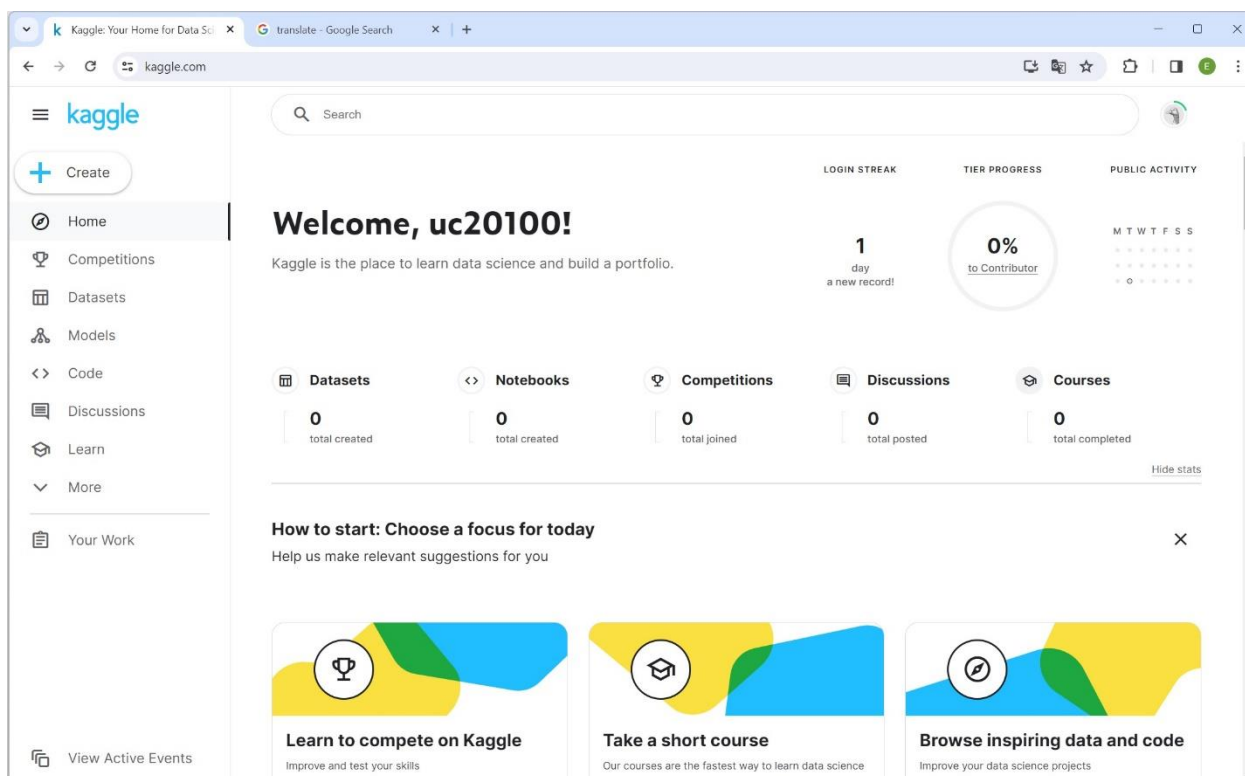 Kaggle: Your Home for Data Sci
translate - Google Search
kaggle.com
E
kaggle
Search
Create
Home
Competitions
Datasets
Models
Code
Discussions
Learn
More
Your Work
View Active Events
LOGIN STREAK
TIER PROGRESS
PUBLIC ACTIVITY
Welcome, uc20100!
Kaggle is the place to learn data science and build a portfolio.
1
day
a new record!
0%
to Contributor
M T W T F S S
Datasets
0
total created
Notebooks
0
total created
Competitions
0
total joined
Discussions
0
total posted
Courses
0
total completed
Hide stats
How to start: Choose a focus for today
Help us make relevant suggestions for you
Learn to compete on Kaggle
Improve and test your skills
Take a short course
Our courses are the fastest way to learn data science
Browse inspiring data and code
Improve your data science projects